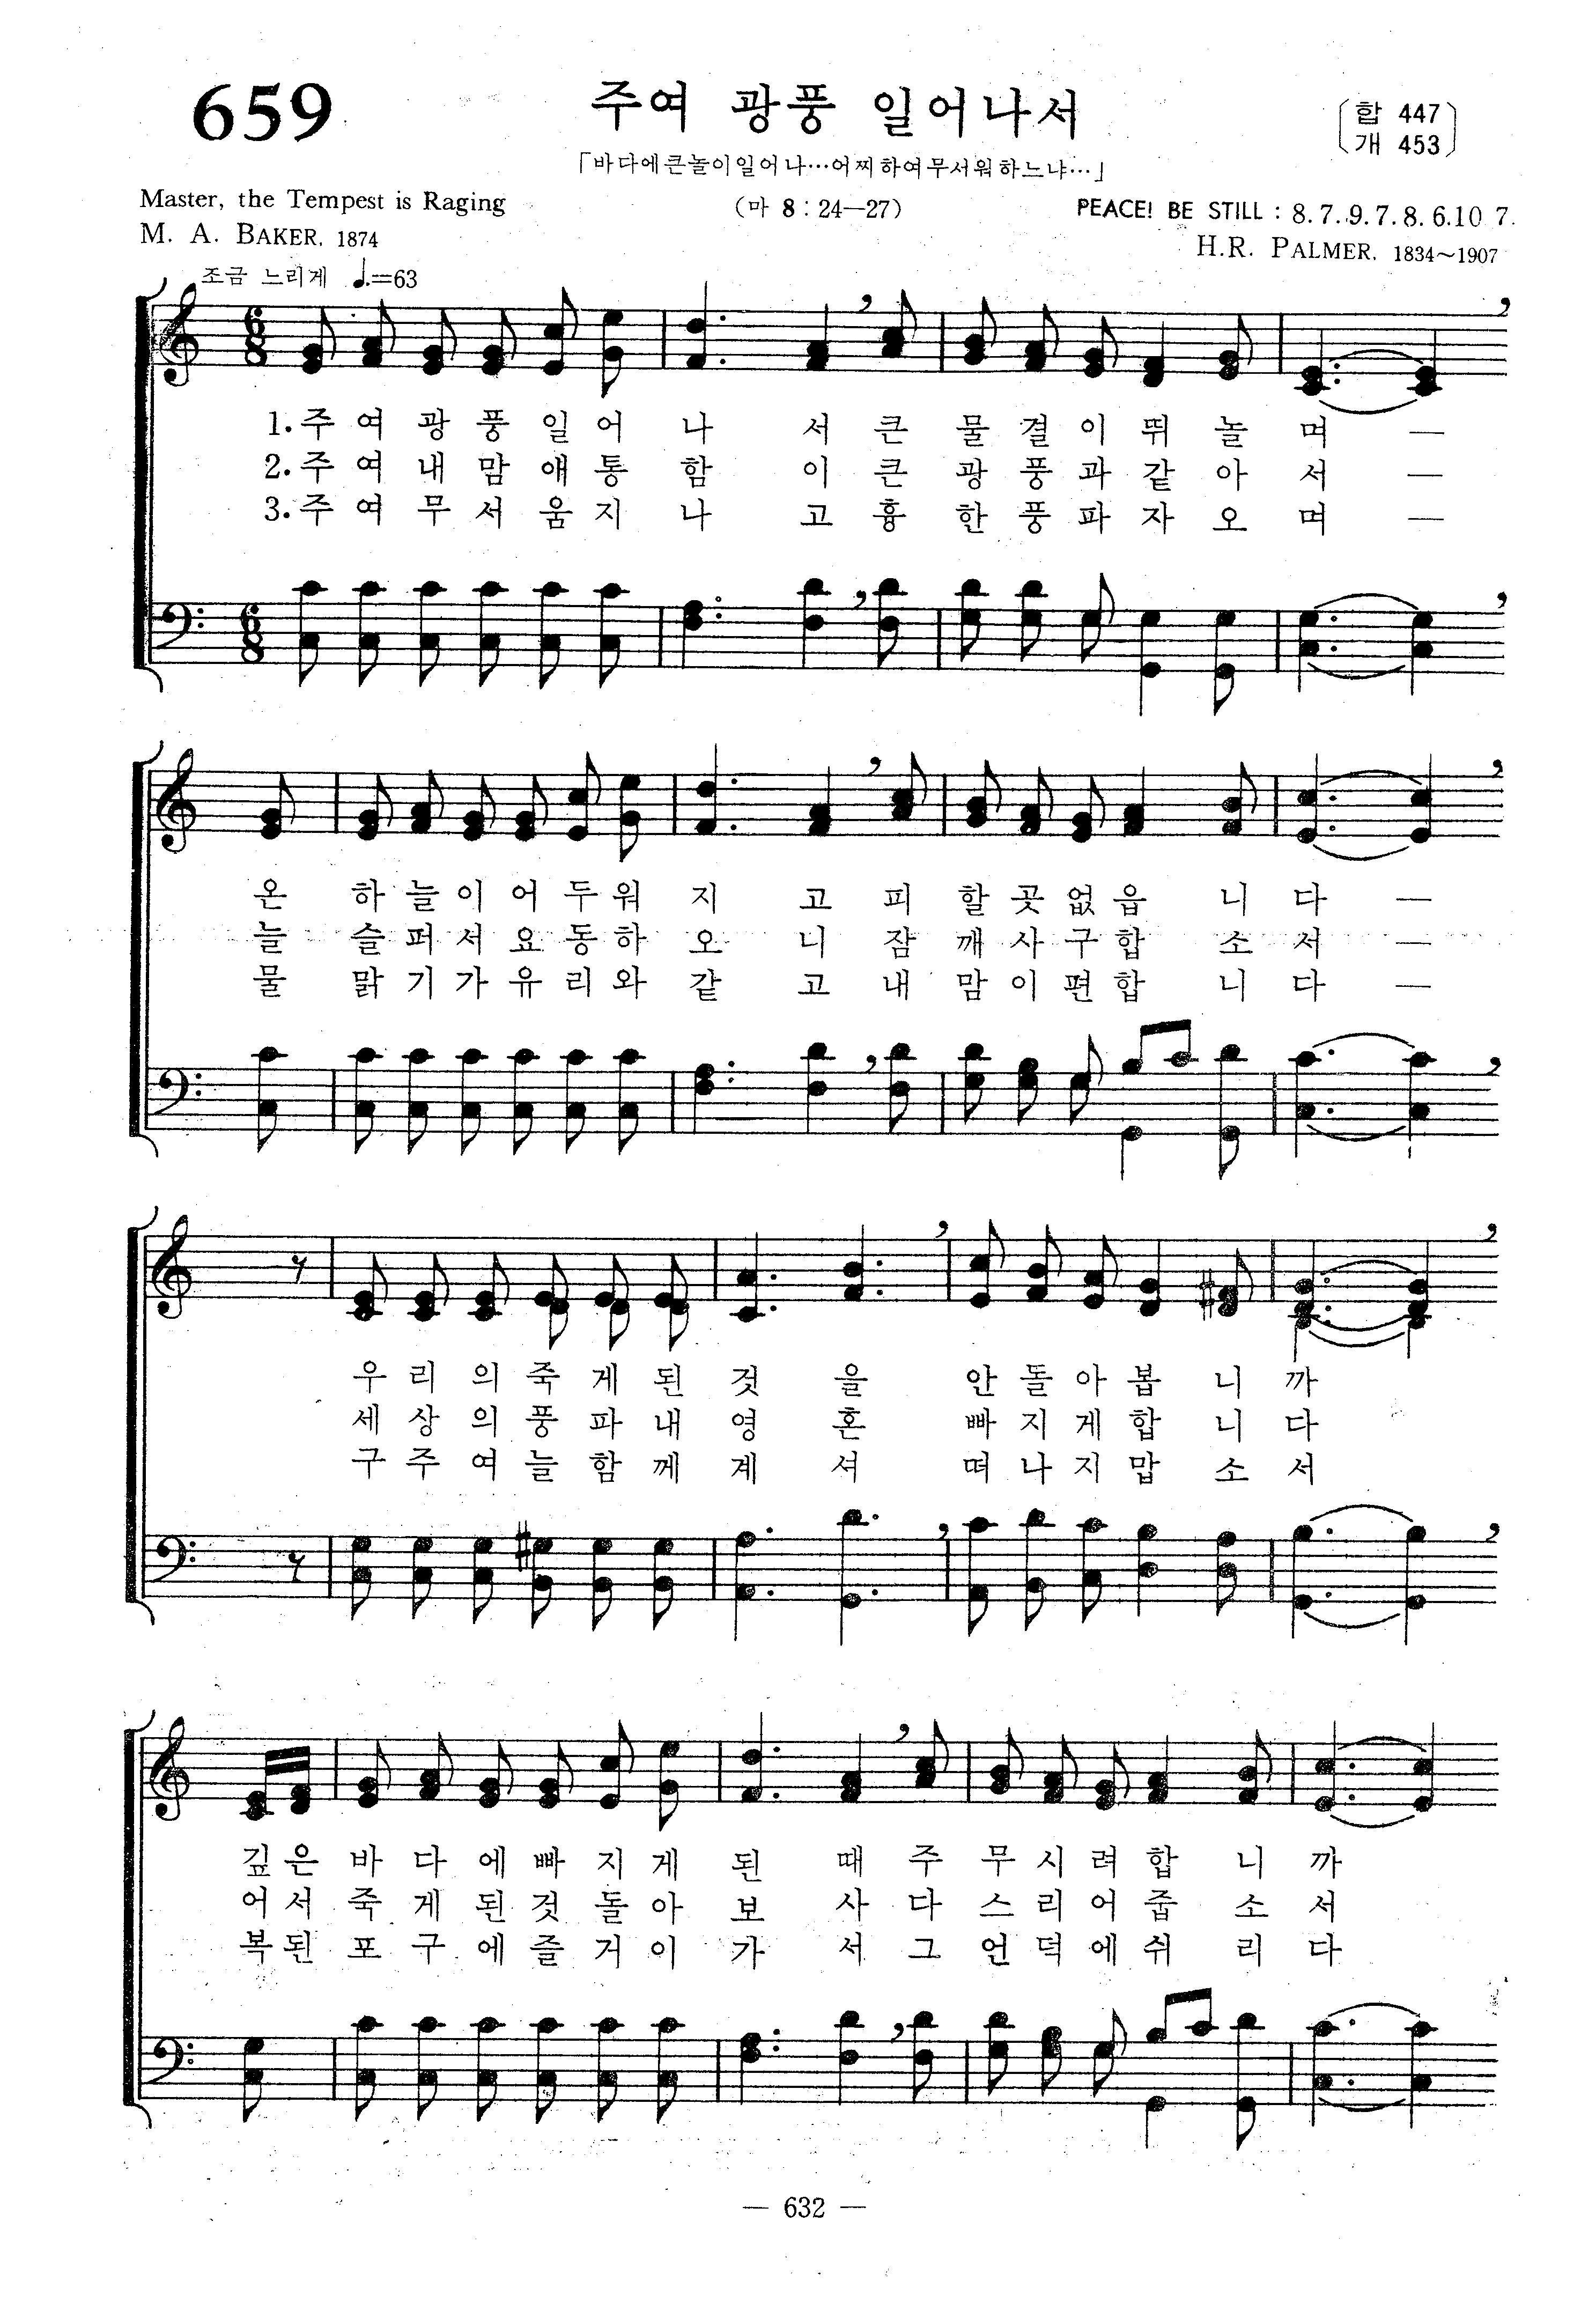 659
주여 광풍 일어나서
합 447
개 453
「바다에큰놀이일어나…어찌하여무서워하느냐…」
Master, the Tempest is Raging
(마 8 : 24—27)
PEACE! BE STILL : 8.7.9.7.8.6.10 7.
M. A. BAKER, 1874
H.R. PALMER, 1834~1907
조금 느리게 ♩.=63
1.주 여 광 풍 일 어 나 서 큰 물 결 이 뛰 놀 며 —
2.주 여 내 맘 애 통 함 이 큰 광 풍 과 같 아 서 —
3.주 여 무 서 움 지 나 고 흉 한 풍 파 자 오 며 —
온 하 늘 이 어 두 워 지 고 피 할 곳 없 읍 니 다 —
늘 슬 퍼 서 요 동 하 오 니 잠 깨 사 구 합 소 서 —
물 맑 기 가 유 리 와 같 고 내 맘 이 편 합 니 다 —
우 리 의 죽 게 된 것 을 안 돌 아 봅 니 까
세 상 의 풍 파 내 영 혼 빠 지 게 합 니 다
구 주 여 늘 함 께 계 셔 떠 나 지 맙 소 서
깊 은 바 다 에 빠 지 게 된 때 주 무 시 려 합 니 까
어 서 죽 게 된 것 돌 아 보 사 다 스 리 어 줍 소 서
복 된 포 구 에 즐 거 이 가 서 그 언 덕 에 쉬 리 다
— 632 —